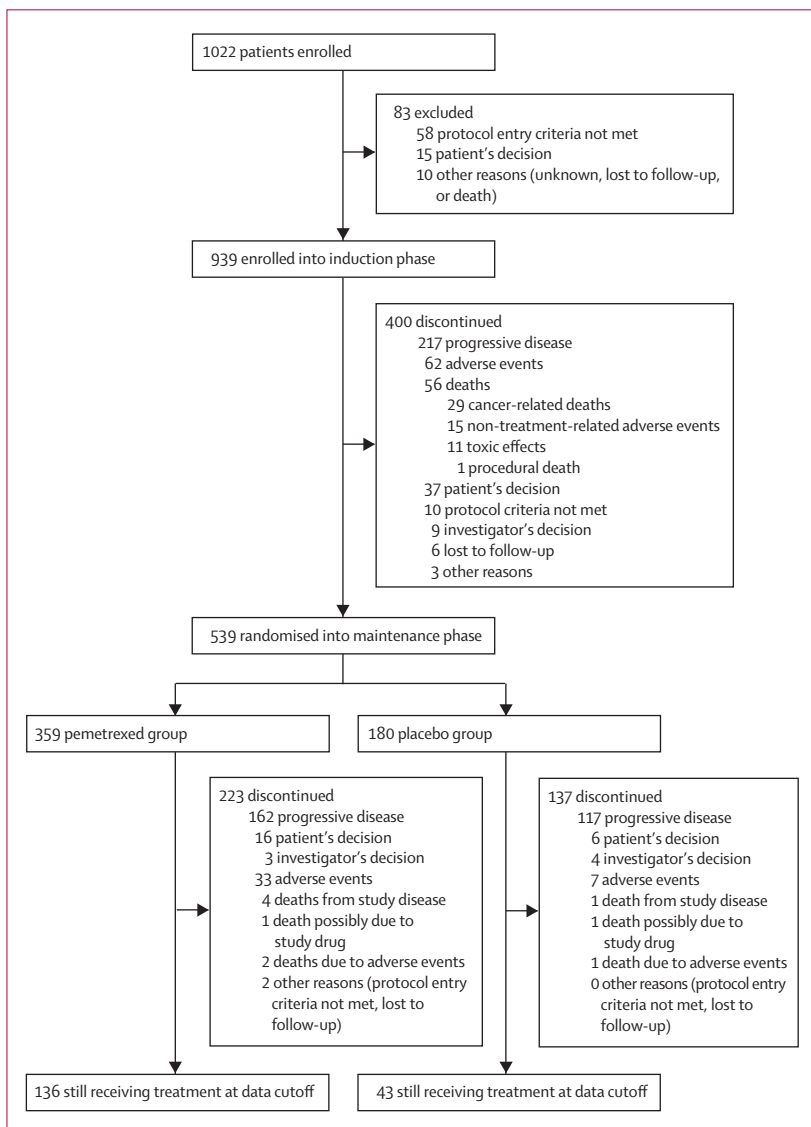 1022 patients enrolled
83 excluded
58 protocol entry criteria not met
15 patient's decision
10 other reasons (unknown, lost to follow-up,
or death)
939 enrolled into induction phase
400 discontinued
217 progressive disease
62 adverse events
56 deaths
29 cancer-related deaths
15 non-treatment-related adverse events
11 toxic effects
1 procedural death
37 patient's decision
10 protocol criteria not met
9 investigator's decision
6 lost to follow-up
3 other reasons
539 randomised into maintenance phase
359 pemetrexed group
180 placebo group
223 discontinued
162 progressive disease
16 patient's decision
3 investigator's decision
33 adverse events
4 deaths from study disease
1 death possibly due to
study drug
2 deaths due to adverse events
2 other reasons (protocol entry
criteria not met, lost to
follow-up)
137 discontinued
117 progressive disease
6 patient's decision
4 investigator's decision
7 adverse events
1 death from study disease
1 death possibly due to
study drug
1 death due to adverse events
0 other reasons (protocol entry
criteria not met, lost to
follow-up)
136 still receiving treatment at data cutoff
43 still receiving treatment at data cutoff